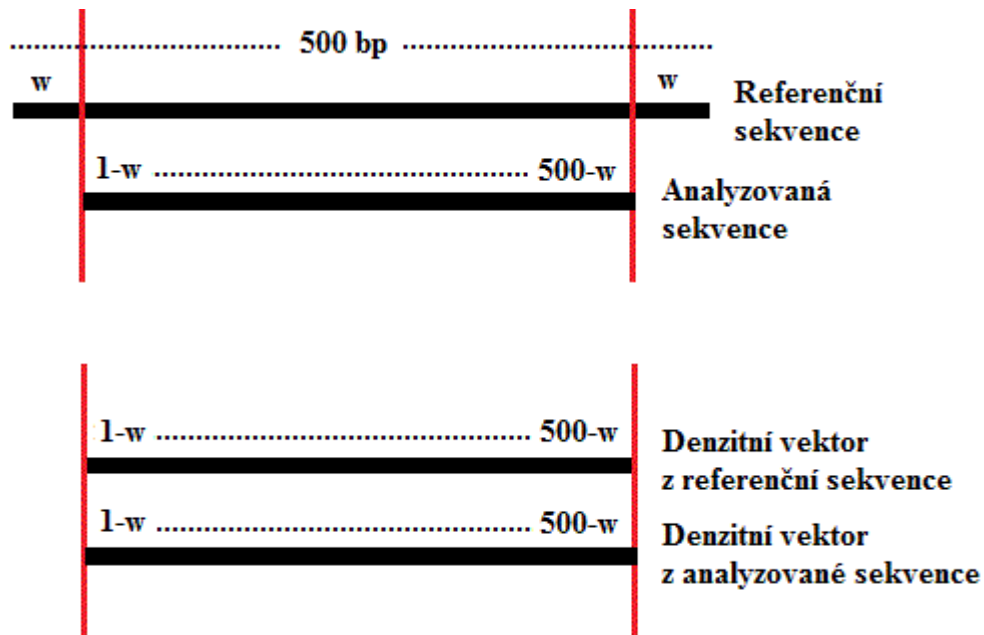 .......................... 500 bp ..............................
w w
Referenční
sekvence
1-w ......................................... 500-w
Analyzovaná
sekvence
1-w ......................................... 500-w
Denzitní vektor
z referenční sekvence
1-w ......................................... 500-w
Denzitní vektor
z analyzované sekvence